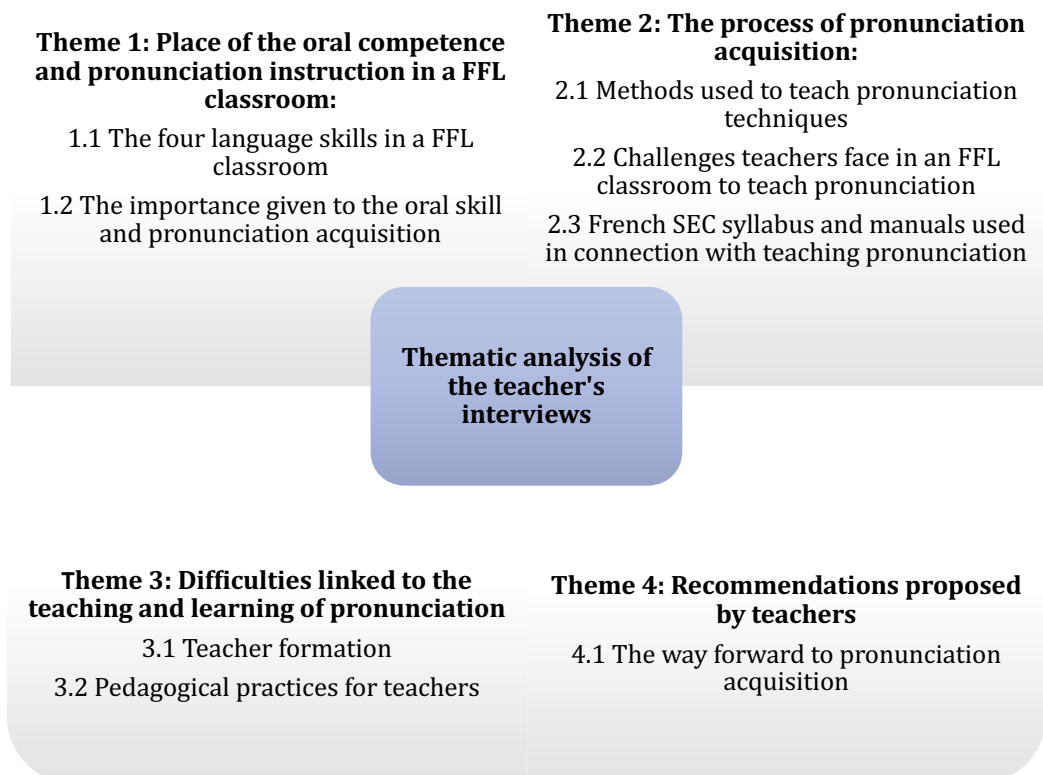 Theme 1: Place of the oral competence
and pronunciation instruction in a FFL
classroom:
1.1 The four language skills in a FFL
classroom
1.2 The importance given to the oral skill
and pronunciation acquisition
Theme 2: The process of pronunciation
acquisition:
2.1 Methods used to teach pronunciation
techniques
2.2 Challenges teachers face in an FFL
classroom to teach pronunciation
2.3 French SEC syllabus and manuals used
in connection with teaching pronunciation
Thematic analysis of
the teacher's
interviews
Theme 3: Difficulties linked to the
teaching and learning of pronunciation
3.1 Teacher formation
3.2 Pedagogical practices for teachers
Theme 4: Recommendations proposed
by teachers
4.1 The way forward to pronunciation
acquisition